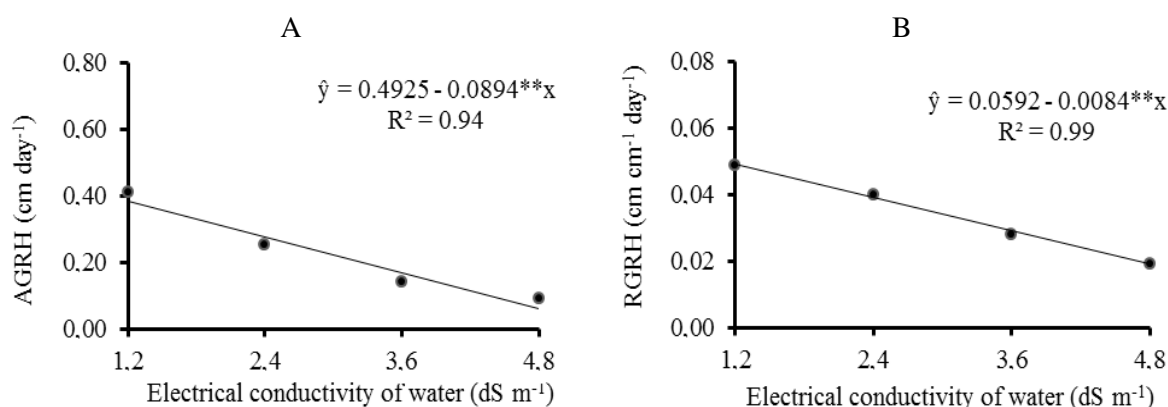 A
AGRH (cm day⁻¹)
0.80
0.60
0.40
0.20
0.00
ŷ = 0.4925 - 0.0894**x
R² = 0.94
1.2 2.4 3.6 4.8
Electrical conductivity of water (dS m⁻¹)
B
RGRH (cm cm⁻¹ day⁻¹)
0.08
0.06
0.04
0.02
0.00
ŷ = 0.0592 - 0.0084**x
R² = 0.99
1.2 2.4 3.6 4.8
Electrical conductivity of water (dS m⁻¹)